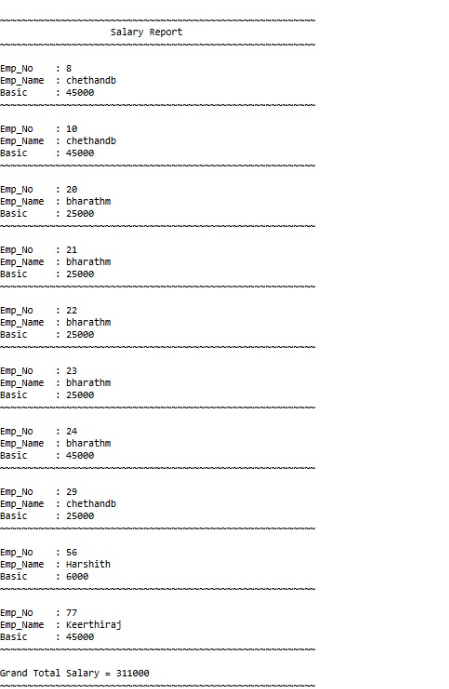 ~~~~~~~~~~~~~~~~~~~~~~~~~~~~~~~~~~~~~~~~~~~~~~~~~~~~~~~~~
Salary Report
~~~~~~~~~~~~~~~~~~~~~~~~~~~~~~~~~~~~~~~~~~~~~~~~~~~~~~~~~
Emp_No : 8
Emp_Name : chethandb
Basic : 45000
~~~~~~~~~~~~~~~~~~~~~~~~~~~~~~~~~~~~~~~~~~~~~~~~~~~~~~~~~
Emp_No : 10
Emp_Name : chethandb
Basic : 45000
~~~~~~~~~~~~~~~~~~~~~~~~~~~~~~~~~~~~~~~~~~~~~~~~~~~~~~~~~
Emp_No : 20
Emp_Name : bharathm
Basic : 25000
~~~~~~~~~~~~~~~~~~~~~~~~~~~~~~~~~~~~~~~~~~~~~~~~~~~~~~~~~
Emp_No : 21
Emp_Name : bharathm
Basic : 25000
~~~~~~~~~~~~~~~~~~~~~~~~~~~~~~~~~~~~~~~~~~~~~~~~~~~~~~~~~
Emp_No : 22
Emp_Name : bharathm
Basic : 25000
~~~~~~~~~~~~~~~~~~~~~~~~~~~~~~~~~~~~~~~~~~~~~~~~~~~~~~~~~
Emp_No : 23
Emp_Name : bharathm
Basic : 25000
~~~~~~~~~~~~~~~~~~~~~~~~~~~~~~~~~~~~~~~~~~~~~~~~~~~~~~~~~
Emp_No : 24
Emp_Name : bharathm
Basic : 45000
~~~~~~~~~~~~~~~~~~~~~~~~~~~~~~~~~~~~~~~~~~~~~~~~~~~~~~~~~
Emp_No : 29
Emp_Name : chethandb
Basic : 25000
~~~~~~~~~~~~~~~~~~~~~~~~~~~~~~~~~~~~~~~~~~~~~~~~~~~~~~~~~
Emp_No : 56
Emp_Name : Harshith
Basic : 6000
~~~~~~~~~~~~~~~~~~~~~~~~~~~~~~~~~~~~~~~~~~~~~~~~~~~~~~~~~
Emp_No : 77
Emp_Name : Keerthiraj
Basic : 45000
~~~~~~~~~~~~~~~~~~~~~~~~~~~~~~~~~~~~~~~~~~~~~~~~~~~~~~~~~
Grand Total Salary = 311000
~~~~~~~~~~~~~~~~~~~~~~~~~~~~~~~~~~~~~~~~~~~~~~~~~~~~~~~~~